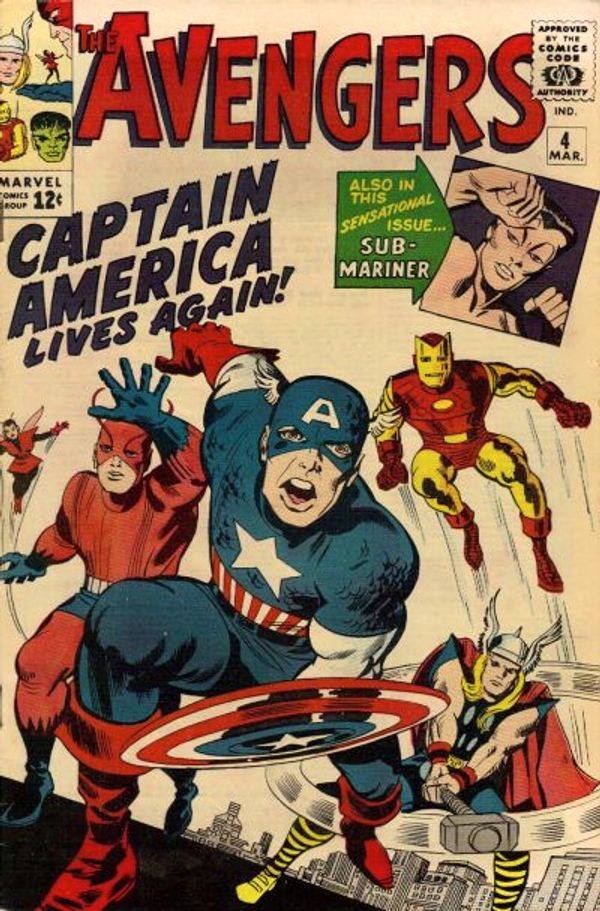 THE
AVENGERS
APPROVED
BY THE
COMICS
CODE
CA
AUTHORITY
IND.
4
MAR.
MARVEL
COMICS
GROUP 12¢
CAPTAIN
AMERICA
LIVES AGAIN!
ALSO IN
THIS
SENSATIONAL
ISSUE...
SUB-
MARINER
A